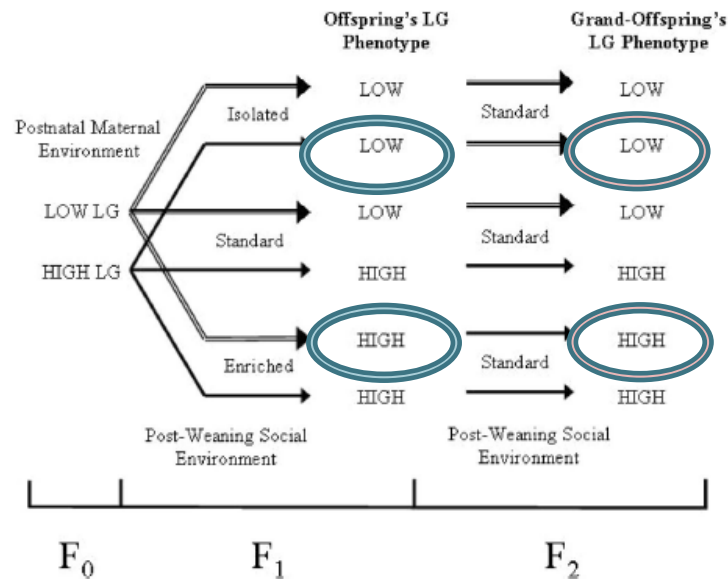 Offspring's LG
Phenotype
Grand-Offspring's
LG Phenotype
Postnatal Maternal
Environment
LOW LG
HIGH LG
Isolated
Standard
Enriched
LOW
LOW
LOW
HIGH
HIGH
HIGH
Standard
Standard
Standard
LOW
LOW
LOW
HIGH
HIGH
HIGH
Post-Weaning Social
Environment
Post-Weaning Social
Environment
F0
F1
F2